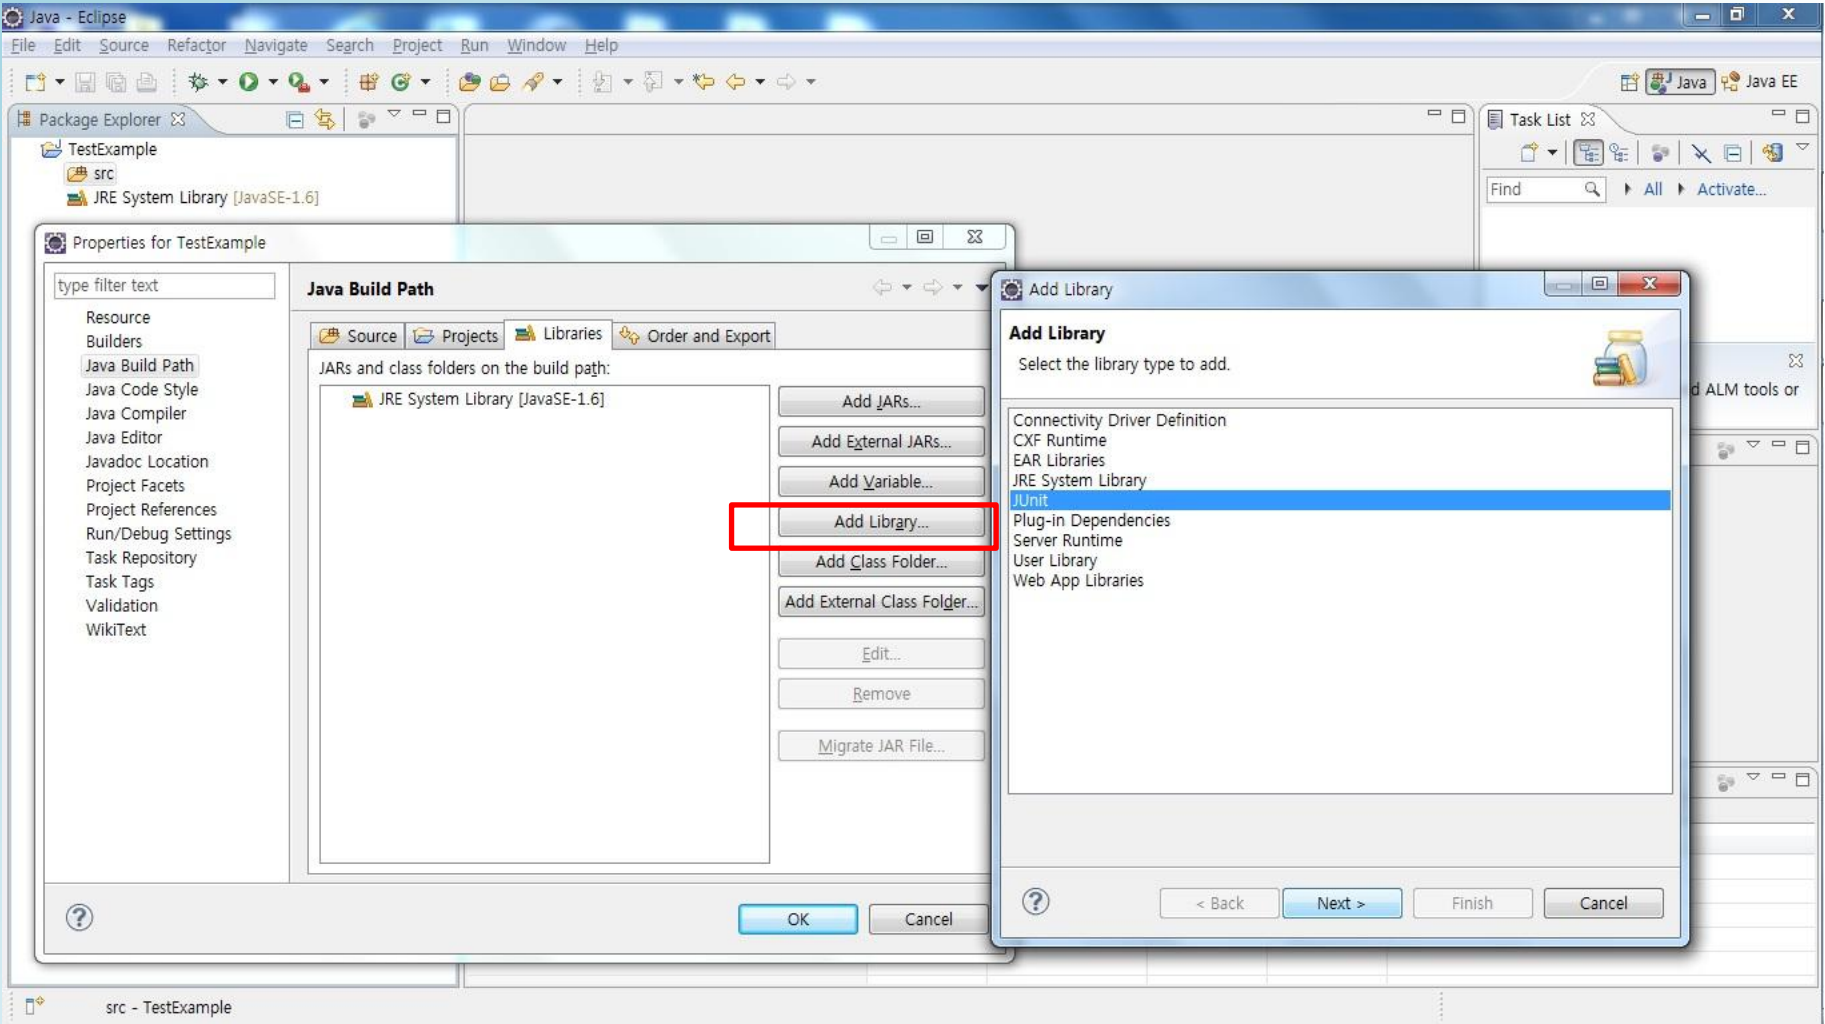 Java - Eclipse
File Edit Source Refactor Navigate Search Project Run Window Help
Java Java EE
Package Explorer
TestExample
src
JRE System Library [JavaSE-1.6]
Task List
Find All Activate...
Properties for TestExample
type filter text
Resource
Builders
Java Build Path
Java Code Style
Java Compiler
Java Editor
Javadoc Location
Project Facets
Project References
Run/Debug Settings
Task Repository
Task Tags
Validation
WikiText
Java Build Path
Source Projects Libraries Order and Export
JARs and class folders on the build path:
JRE System Library [JavaSE-1.6]
Add JARs...
Add External JARs...
Add Variable...
Add Library...
Add Class Folder...
Add External Class Folder...
Edit...
Remove
Migrate JAR File...
OK Cancel
Add Library
Add Library
Select the library type to add.
Connectivity Driver Definition
CXF Runtime
EAR Libraries
JRE System Library
JUnit
Plug-in Dependencies
Server Runtime
User Library
Web App Libraries
< Back Next > Finish Cancel
d ALM tools or
src - TestExample